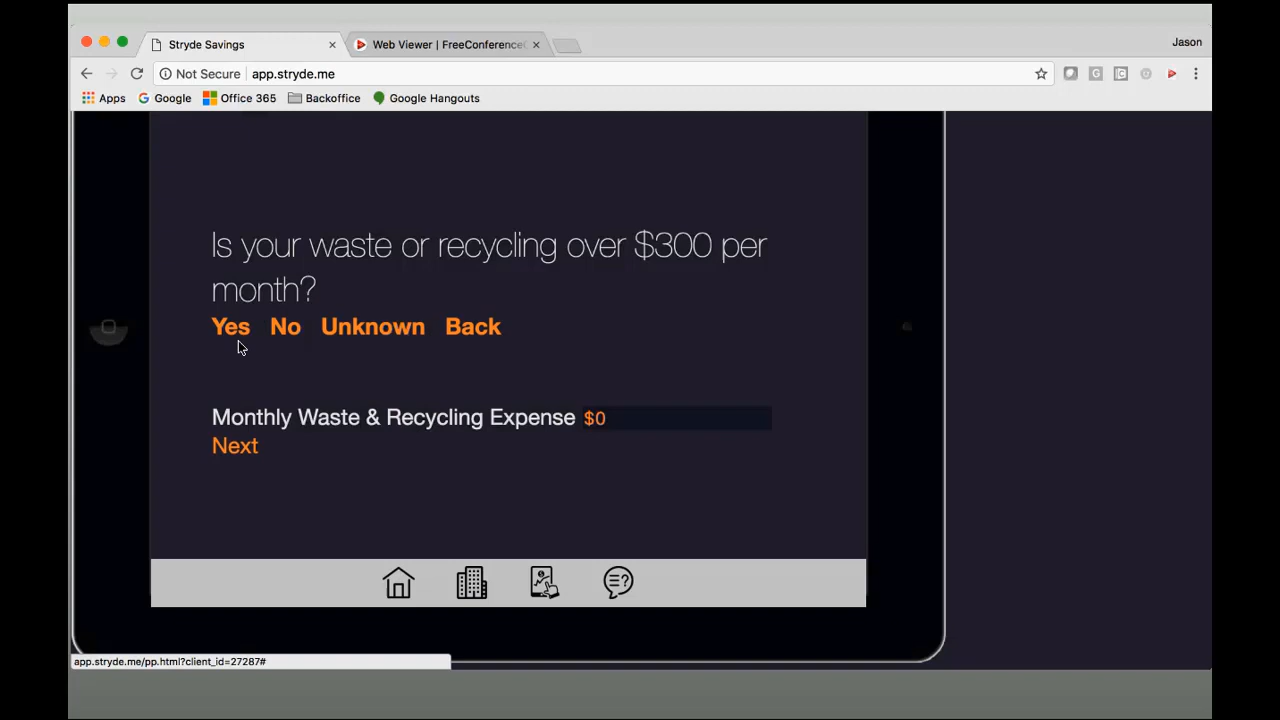 Stryde Savings
Web Viewer | FreeConference
Jason
Not Secure app.stryde.me
Apps Google Office 365 Backoffice Google Hangouts
Is your waste or recycling over $300 per
month?
Yes No Unknown Back
Monthly Waste & Recycling Expense $0
Next
app.stryde.me/pp.html?client_id=27287#